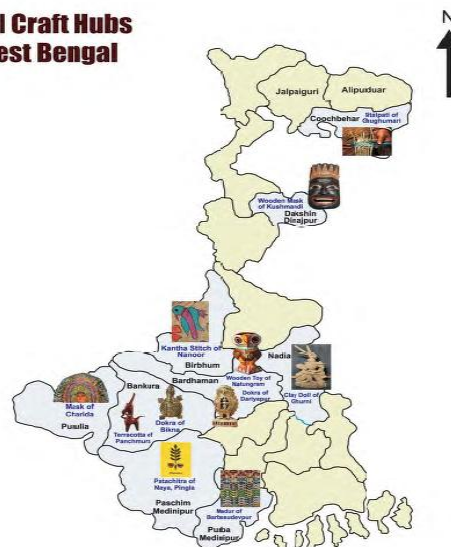 l Craft Hubs
est Bengal
N
Jalpaiguri
Alipuduar
Coochbehar
Sitalpati of
Ghughumari
Wooden Mask
of Kushmandi
Dakshin
Dinajpur
Kantha Stitch of
Nanoor
Birbhum
Nadia
Bardhaman
Wooden Toy of
Natungram
Dokra of
Dariyapur
Clay Doll of
Ghurni
Mask of
Charida
Purulia
Bankura
Terracotta of
Panchmura
Dokra of
Bikna
Patachitra of
Naya, Pingla
Paschim
Medinipur
Madur of
Purba
Medinipur